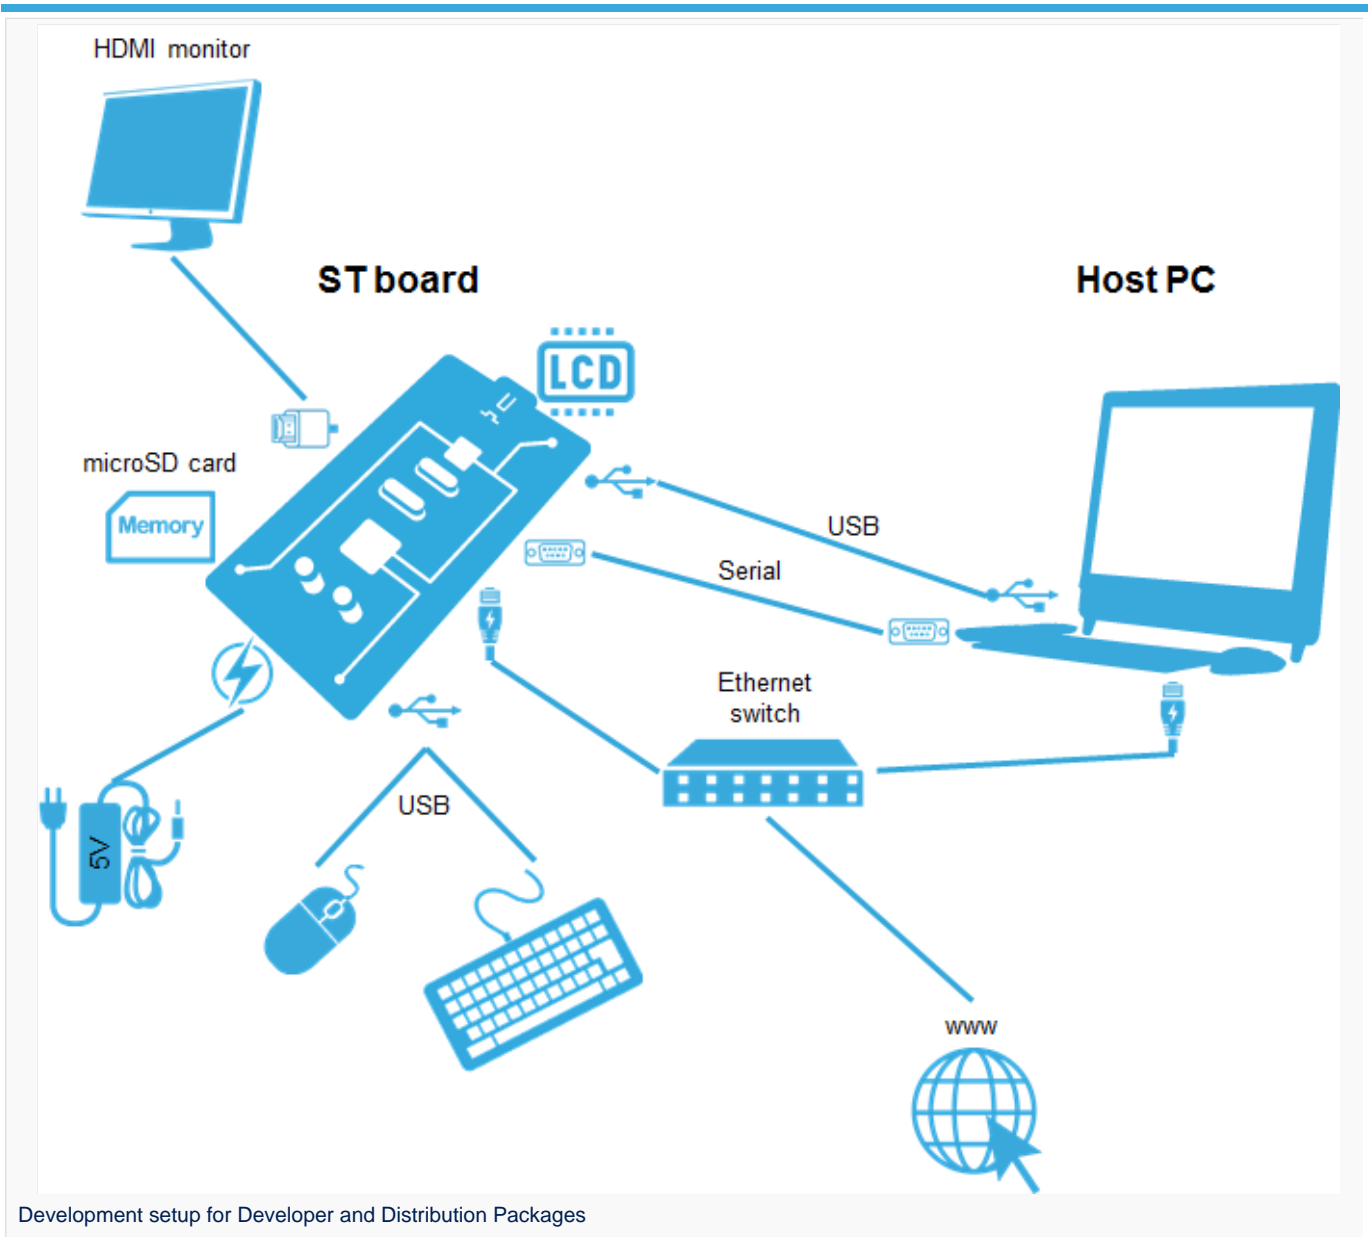 HDMI monitor
ST board
Host PC
LCD
microSD card
Memory
USB
Serial
Ethernet
switch
USB
5V
www
Development setup for Developer and Distribution Packages